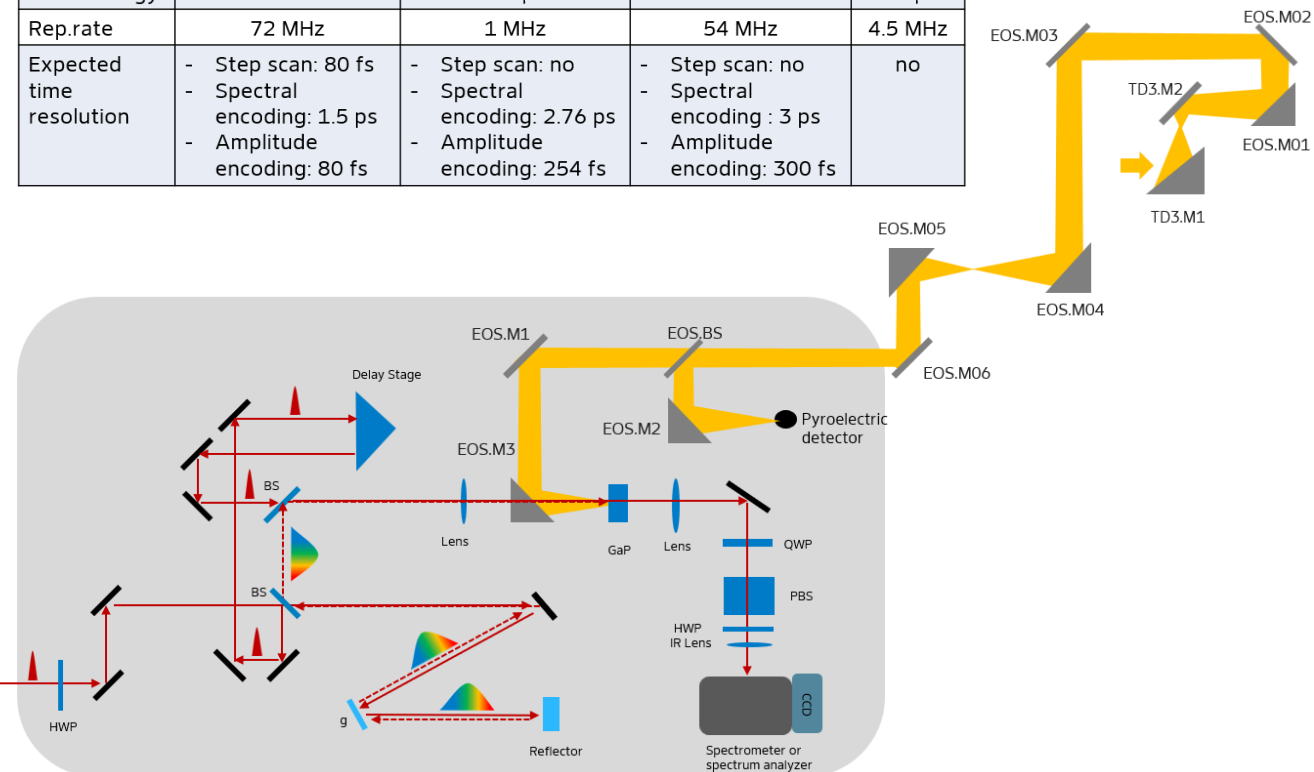 Rep.rate 72 MHz 1 MHz 54 MHz 4.5 MHz
Expected time resolution
- Step scan: 80 fs
- Spectral
encoding: 1.5 ps
- Amplitude
encoding: 80 fs
- Step scan: no
- Spectral
encoding: 2.76 ps
- Amplitude
encoding: 254 fs
- Step scan: no
- Spectral
encoding : 3 ps
- Amplitude
encoding: 300 fs
no
EOS.M02
EOS.M03
TD3.M2
EOS.M01
TD3.M1
EOS.M05
EOS.M04
EOS.M1
EOS.BS
EOS.M06
Delay Stage
EOS.M2
Pyroelectric
detector
EOS.M3
BS
Lens
GaP
Lens
QWP
BS
PBS
HWP
IR Lens
g
HWP
CCD
Reflector
Spectrometer or
spectrum analyzer